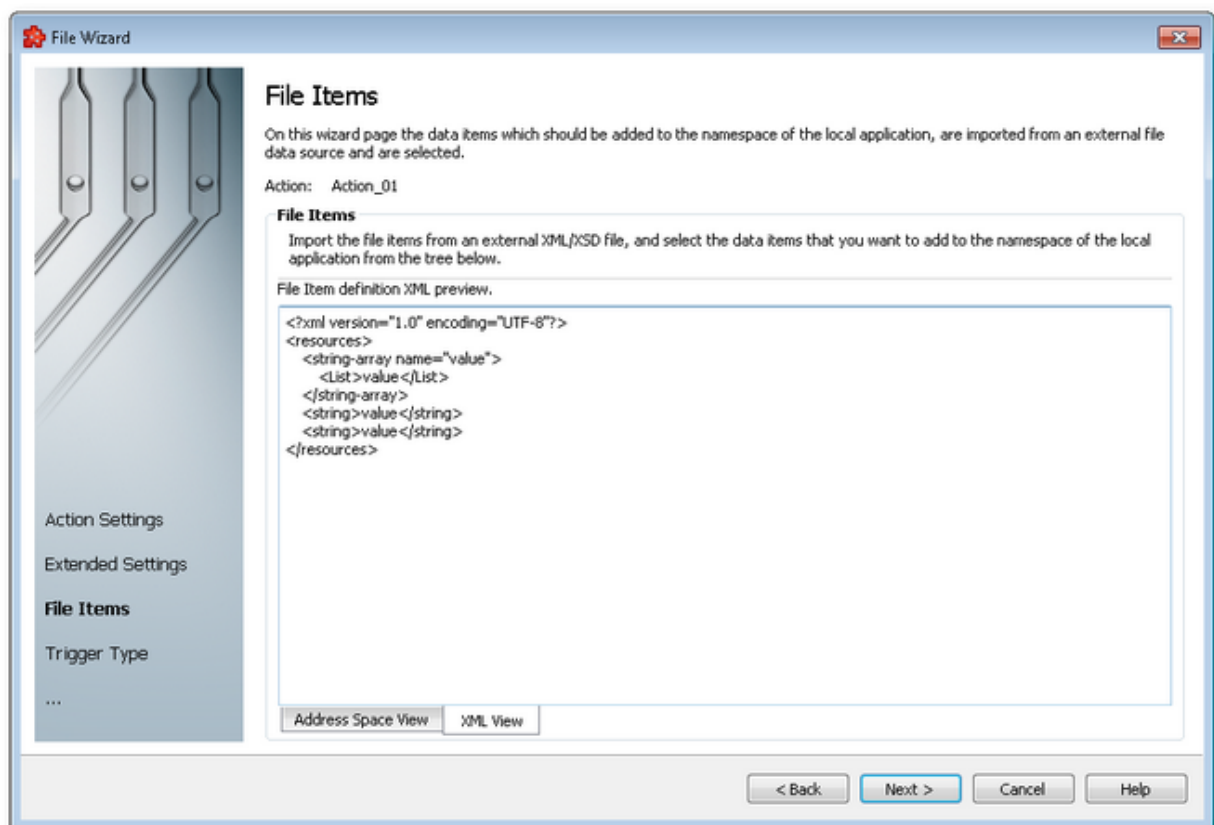 File Wizard
File Items
On this wizard page the data items which should be added to the namespace of the local application, are imported from an external file
data source and are selected.
Action: Action_01
File Items
Import the file items from an external XML/XSD file, and select the data items that you want to add to the namespace of the local
application from the tree below.
File Item definition XML preview.
<?xml version="1.0" encoding="UTF-8"?>
<resources>
<string-array name="value">
<List>value</List>
</string-array>
<string>value</string>
<string>value</string>
</resources>
Action Settings
Extended Settings
File Items
Trigger Type
...
Address Space View XML View
< Back Next > Cancel Help